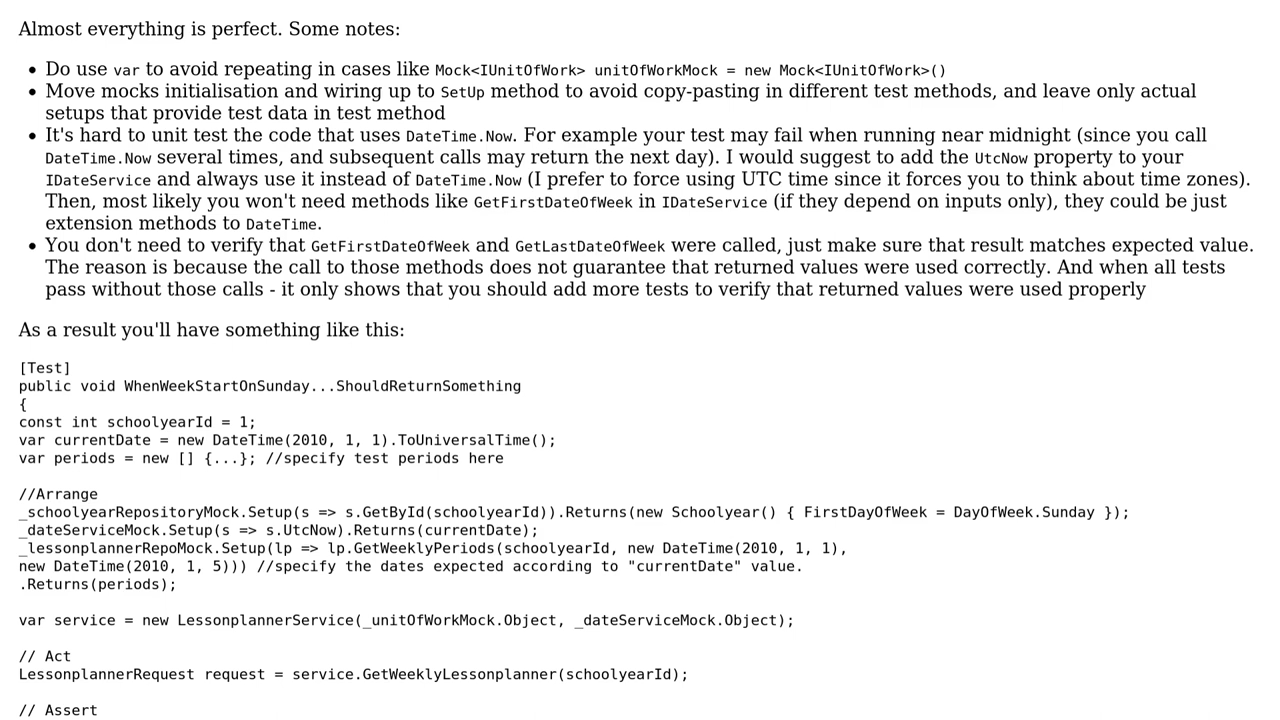 Almost everything is perfect. Some notes:
• Do use var to avoid repeating in cases like Mock<IUnitOfWork> unitOfWorkMock = new Mock<IUnitOfWork>()
• Move mocks initialisation and wiring up to SetUp method to avoid copy-pasting in different test methods, and leave only actual
setups that provide test data in test method
• It's hard to unit test the code that uses DateTime.Now. For example your test may fail when running near midnight (since you call
DateTime.Now several times, and subsequent calls may return the next day). I would suggest to add the UtcNow property to your
IDateService and always use it instead of DateTime.Now (I prefer to force using UTC time since it forces you to think about time zones).
Then, most likely you won't need methods like GetFirstDateOfWeek in IDateService (if they depend on inputs only), they could be just
extension methods to DateTime.
• You don't need to verify that GetFirstDateOfWeek and GetLastDateOfWeek were called, just make sure that result matches expected value.
The reason is because the call to those methods does not guarantee that returned values were used correctly. And when all tests
pass without those calls - it only shows that you should add more tests to verify that returned values were used properly
As a result you'll have something like this:
[Test]
public void WhenWeekStartOnSunday...ShouldReturnSomething
{
const int schoolyearId = 1;
var currentDate = new DateTime(2010, 1, 1).ToUniversalTime();
var periods = new [] {...}; //specify test periods here
//Arrange
_schoolyearRepositoryMock.Setup(s => s.GetById(schoolyearId)).Returns(new Schoolyear() { FirstDayOfWeek = DayOfWeek.Sunday });
_dateServiceMock.Setup(s => s.UtcNow).Returns(currentDate);
_lessonplannerRepoMock.Setup(lp => lp.GetWeeklyPeriods(schoolyearId, new DateTime(2010, 1, 1),
new DateTime(2010, 1, 5))) //specify the dates expected according to "currentDate" value.
.Returns(periods);
var service = new LessonplannerService(_unitOfWorkMock.Object, _dateServiceMock.Object);
// Act
LessonplannerRequest request = service.GetWeeklyLessonplanner(schoolyearId);
// Assert